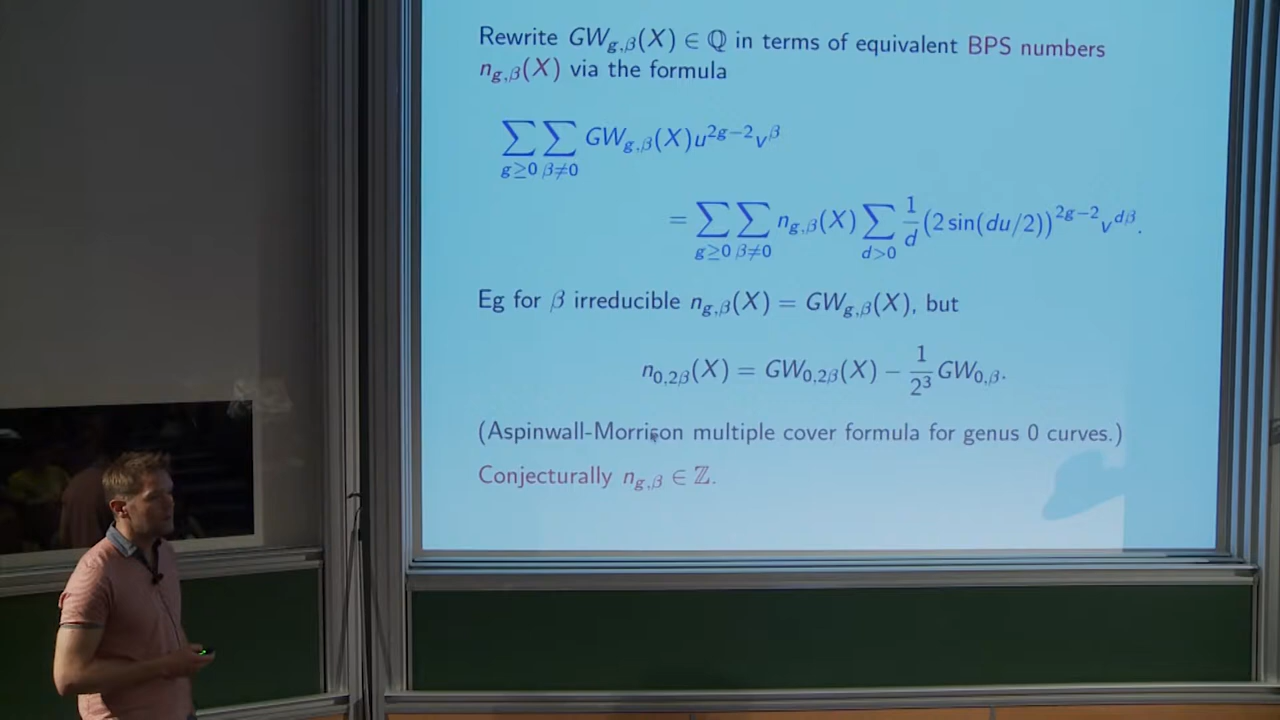 Rewrite GW_{g,β}(X) ∈ ℚ in terms of equivalent BPS numbers
n_{g,β}(X) via the formula
∑_{g≥0} ∑_{β≠0} GW_{g,β}(X) u^{2g−2} v^β
= ∑_{g≥0} ∑_{β≠0} n_{g,β}(X) ∑_{d>0} \frac{1}{d} (2 sin(du/2))^{2g−2} v^{dβ}.
Eg for β irreducible n_{g,β}(X) = GW_{g,β}(X), but
n_{0,2β}(X) = GW_{0,2β}(X) − \frac{1}{2^3} GW_{0,β}.
(Aspinwall-Morrison multiple cover formula for genus 0 curves.)
Conjecturally n_{g,β} ∈ ℤ.